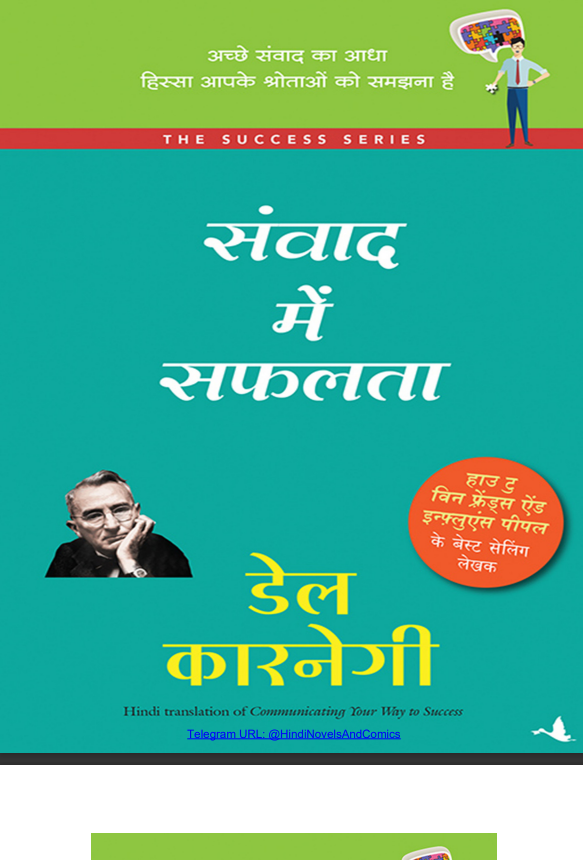 अच्छे संवाद का आधा
हिस्सा आपके श्रोताओं को समझना है
THE SUCCESS SERIES
संवाद
में
सफलता
हाउ टु
विन फ़्रेंड्स ऐंड
इन्फ़्लुएंस पीपल
के बेस्ट सेलिंग
लेखक
डेल
कारनेगी
Hindi translation of Communicating Your Way to Success
Telegram URL: @HindiNovelsAndComics